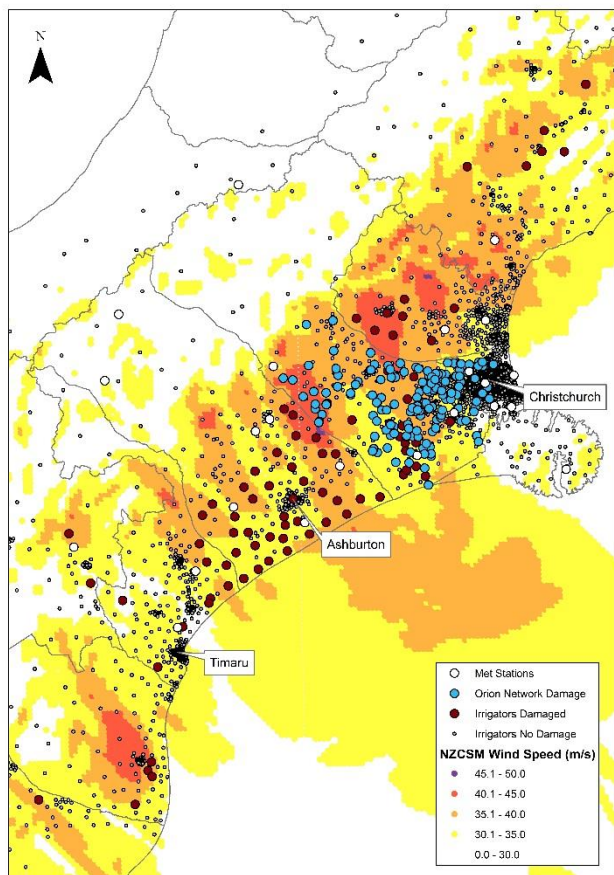 N
Christchurch
Ashburton
Timaru
Met Stations
Orion Network Damage
Irrigators Damaged
Irrigators No Damage
NZCSM Wind Speed (m/s)
45.1 - 50.0
40.1 - 45.0
35.1 - 40.0
30.1 - 35.0
0.0 - 30.0